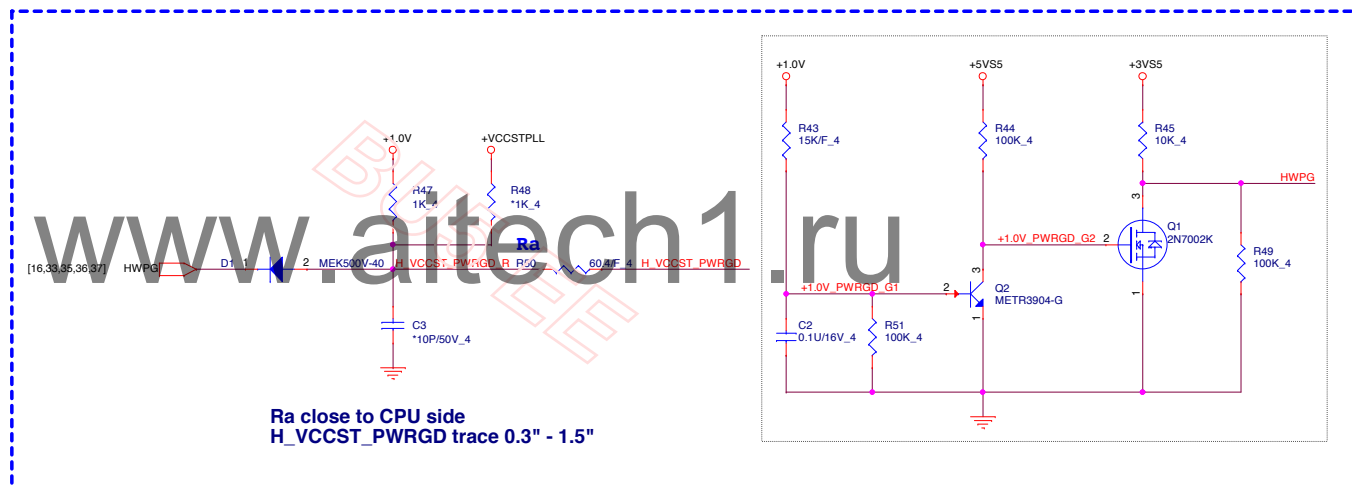 +1.0V
+VCCSTPLL
R47
1K_4
R48
*1K_4
Ra
[16,33,35,36,37]
HWPG
D1
1
2
MEK500V-40
H_VCCST_PWRGD_R
R50
60.4/F_4
H_VCCST_PWRGD
C3
*10P/50V_4
Ra close to CPU side
H_VCCST_PWRGD trace 0.3" - 1.5"
+1.0V
+5VS5
+3VS5
R43
15K/F_4
R44
100K_4
R45
10K_4
HWPG
3
Q1
2N7002K
+1.0V_PWRGD_G2
2
1
R49
100K_4
+1.0V_PWRGD_G1
2
3
Q2
METR3904-G
1
C2
0.1U/16V_4
R51
100K_4
www.aitech1.ru